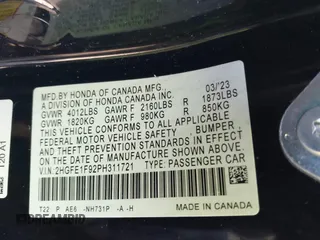 MFD BY HONDA OF CANADA MFG. 03/'23
A DIVISION OF HONDA CANADA INC.
GVWR 4012LBS GAWR F 2160LBS R 1873LBS
GVWR 1820KG GAWR F 980KG R 850KG
THIS VEHICLE CONFORMS TO ALL APPLICABLE
FEDERAL MOTOR VEHICLE SAFETY, BUMPER,
AND THEFT PREVENTION STANDARDS IN
EFFECT ON THE DATE OF MANUFACTURE
SHOWN ABOVE.
V.I.N:2HGFE1F92PH311721 TYPE: PASSENGER CAR
T22 P AE6 -NH731P -A -H
MADE IN CANADA
120 A1